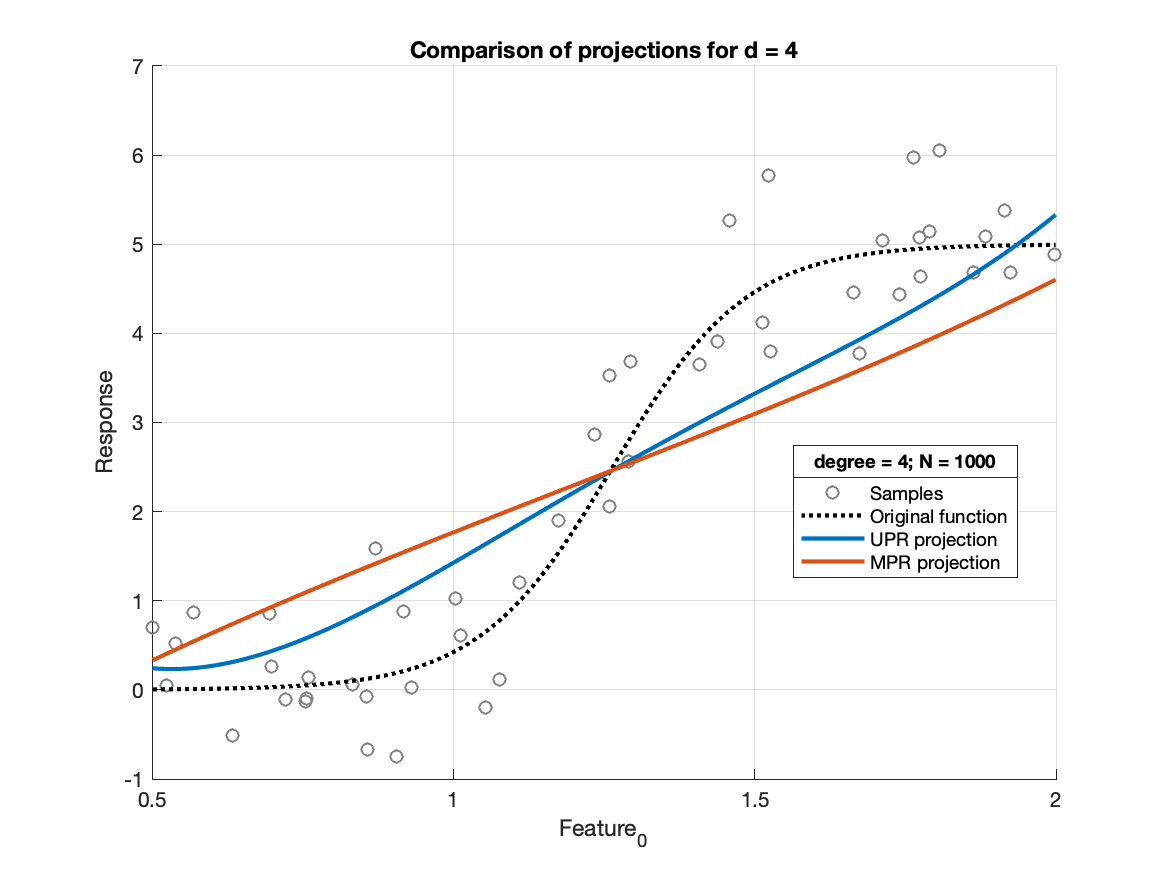 Comparison of projections for d = 4
7
6
5
4
3
2
1
0
-1
Response
0.5
1
1.5
2
Feature0
degree = 4; N = 1000
Samples
Original function
UPR projection
MPR projection